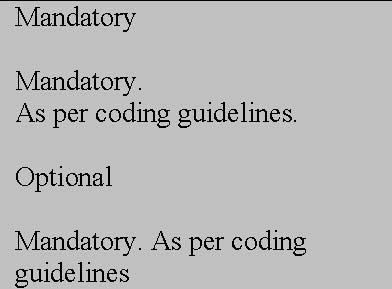 Mandatory
Mandatory.
As per coding guidelines.
Optional
Mandatory. As per coding
guidelines